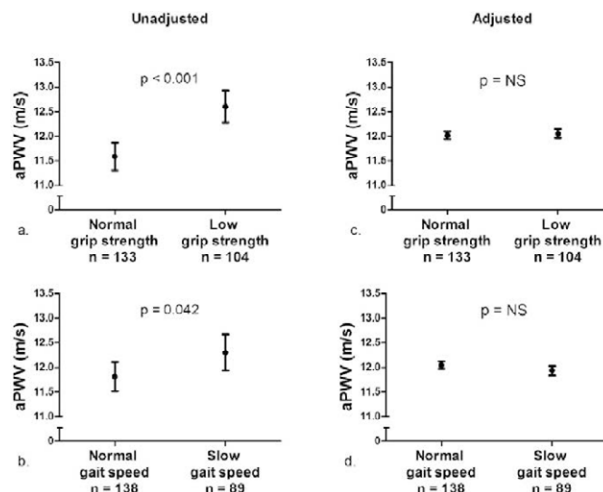 Unadjusted
Adjusted
aPWV (m/s)
13.5
13.0
12.5
12.0
11.5
11.0
0
p < 0.001
Normal grip strength n = 133
Low grip strength n = 104
a.
aPWV (m/s)
13.5
13.0
12.5
12.0
11.5
11.0
0
p = NS
Normal grip strength n = 133
Low grip strength n = 104
c.
aPWV (m/s)
13.5
13.0
12.5
12.0
11.5
11.0
0
p = 0.042
Normal gait speed n = 138
Slow gait speed n = 89
b.
aPWV (m/s)
13.5
13.0
12.5
12.0
11.5
11.0
0
p = NS
Normal gait speed n = 138
Slow gait speed n = 89
d.